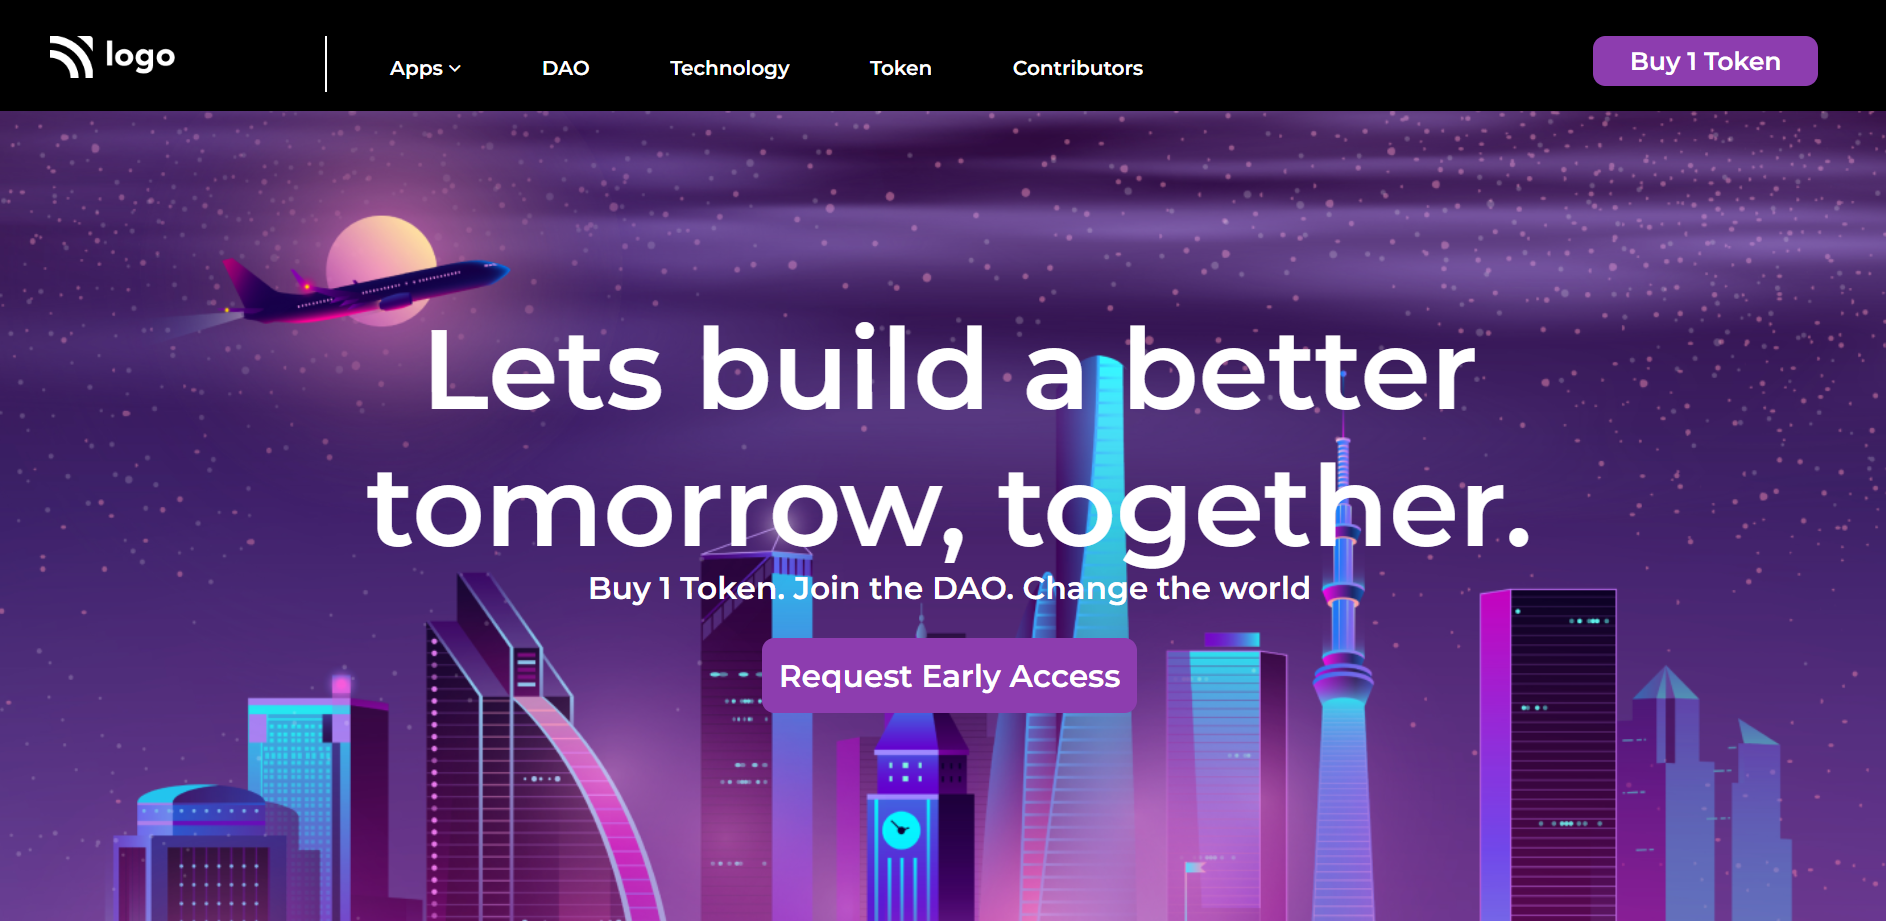 logo
Apps
DAO
Technology
Token
Contributors
Buy 1 Token
Lets build a better
tomorrow, together.
Buy 1 Token. Join the DAO. Change the world
Request Early Access